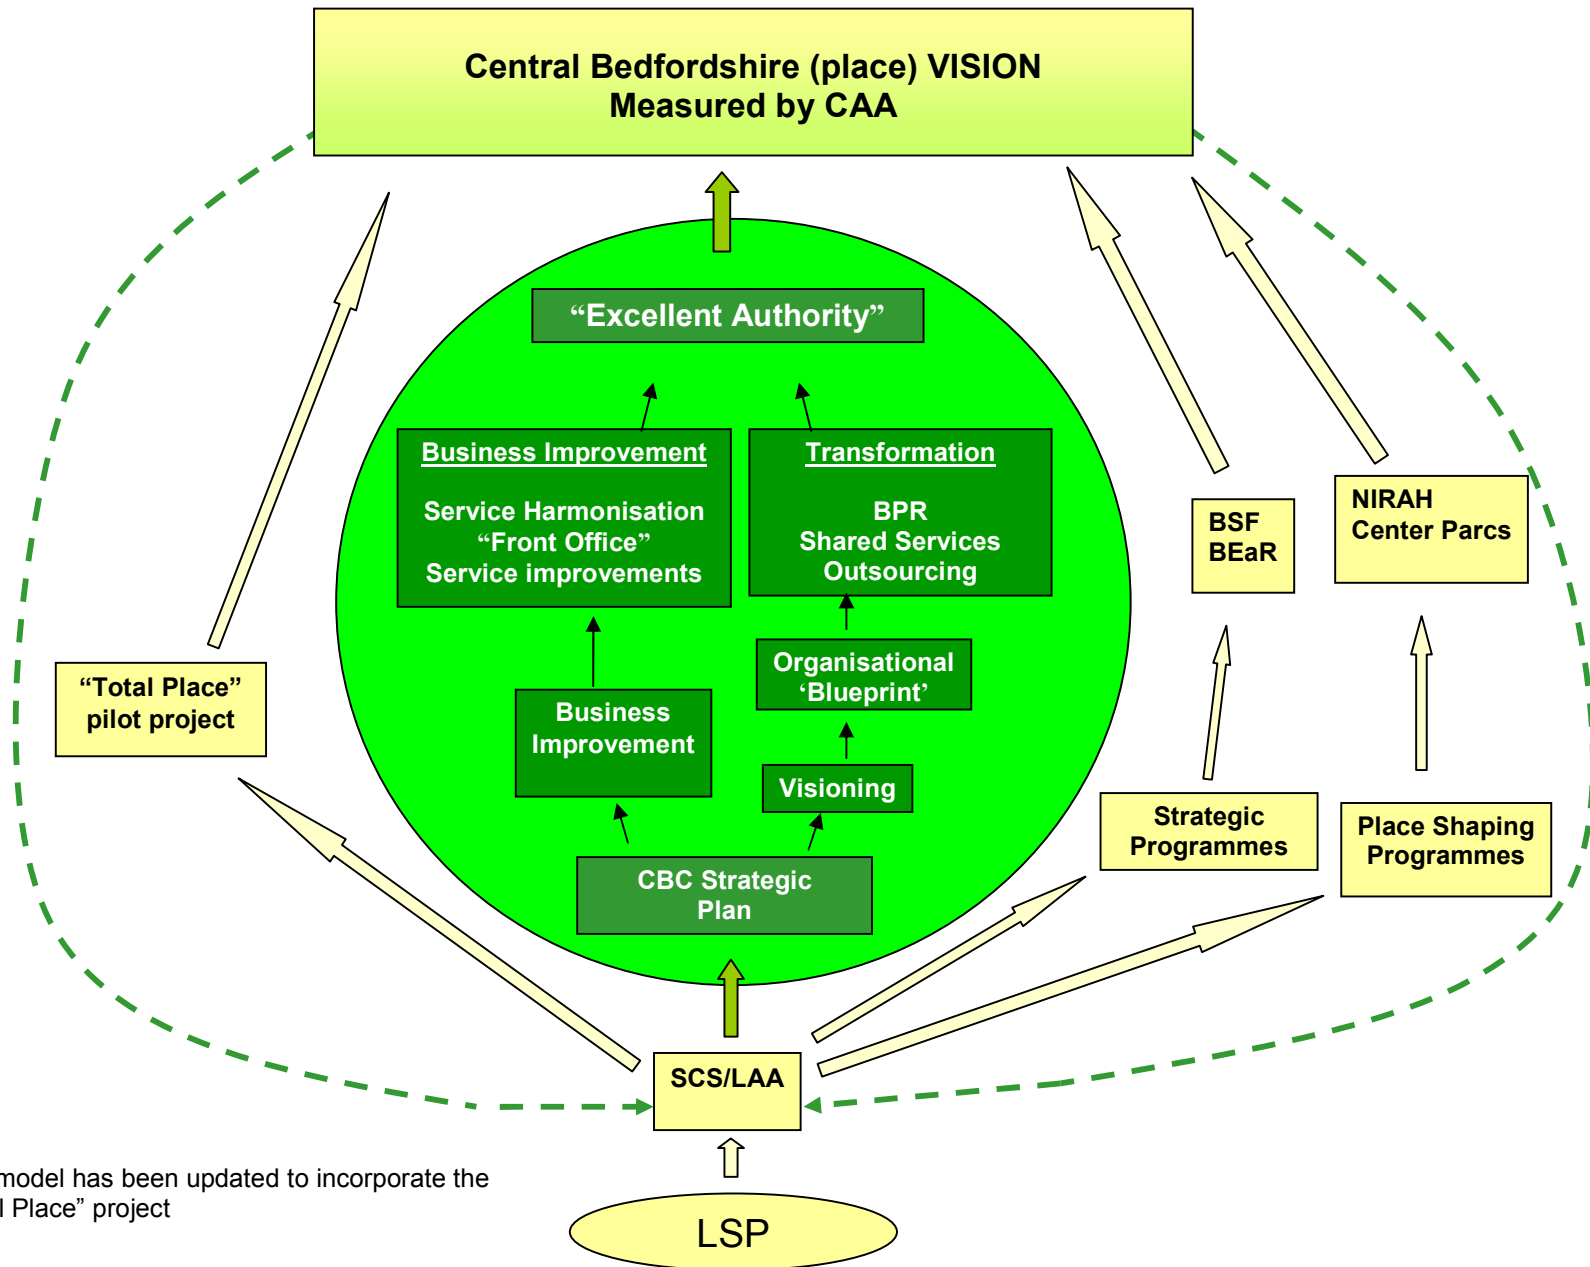 Central Bedfordshire (place) VISION
Measured by CAA
“Excellent Authority”
Business Improvement
Service Harmonisation
“Front Office”
Service improvements
Transformation
BPR
Shared Services
Outsourcing
BSF
BEaR
NIRAH
Center Parcs
“Total Place”
pilot project
Organisational
‘Blueprint’
Business
Improvement
Visioning
Strategic
Programmes
Place Shaping
Programmes
CBC Strategic
Plan
SCS/LAA
model has been updated to incorporate the
l Place” project
LSP